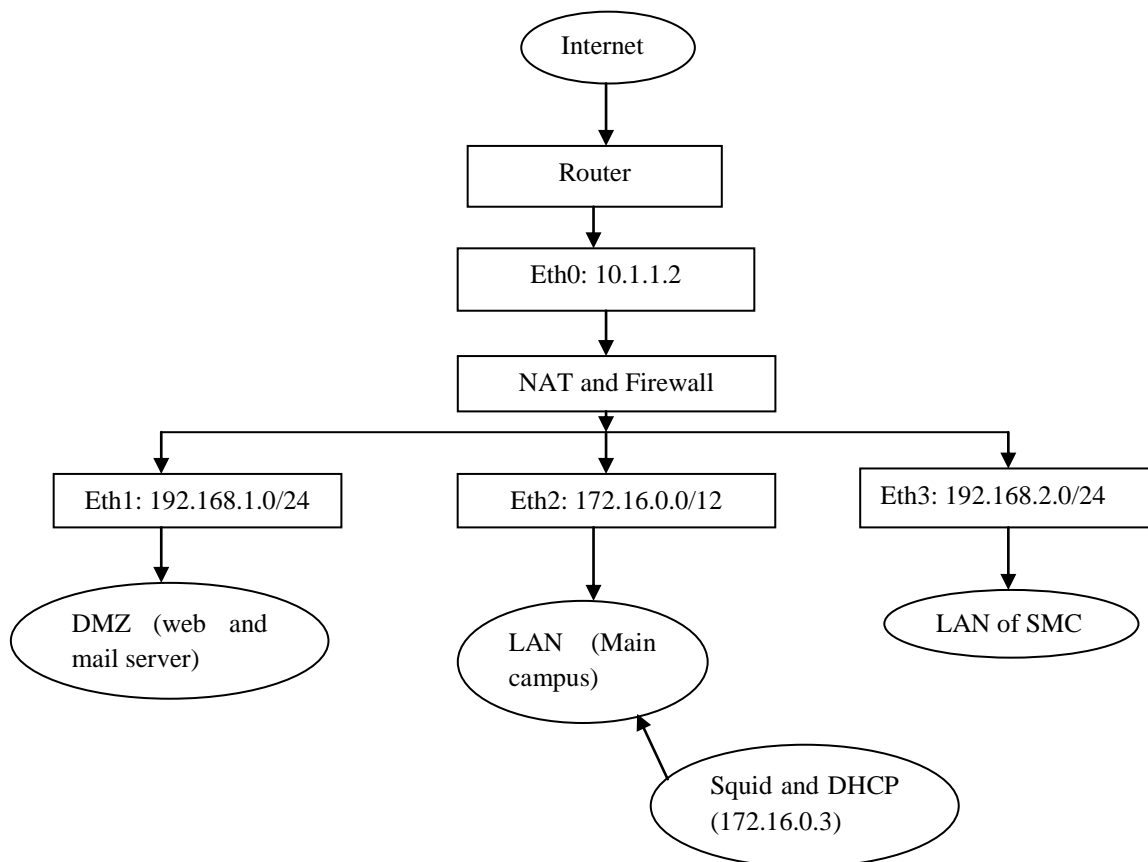 Internet
Router
Eth0: 10.1.1.2
NAT and Firewall
Eth1: 192.168.1.0/24
Eth2: 172.16.0.0/12
Eth3: 192.168.2.0/24
DMZ (web and
mail server)
LAN (Main
campus)
LAN of SMC
Squid and DHCP
(172.16.0.3)